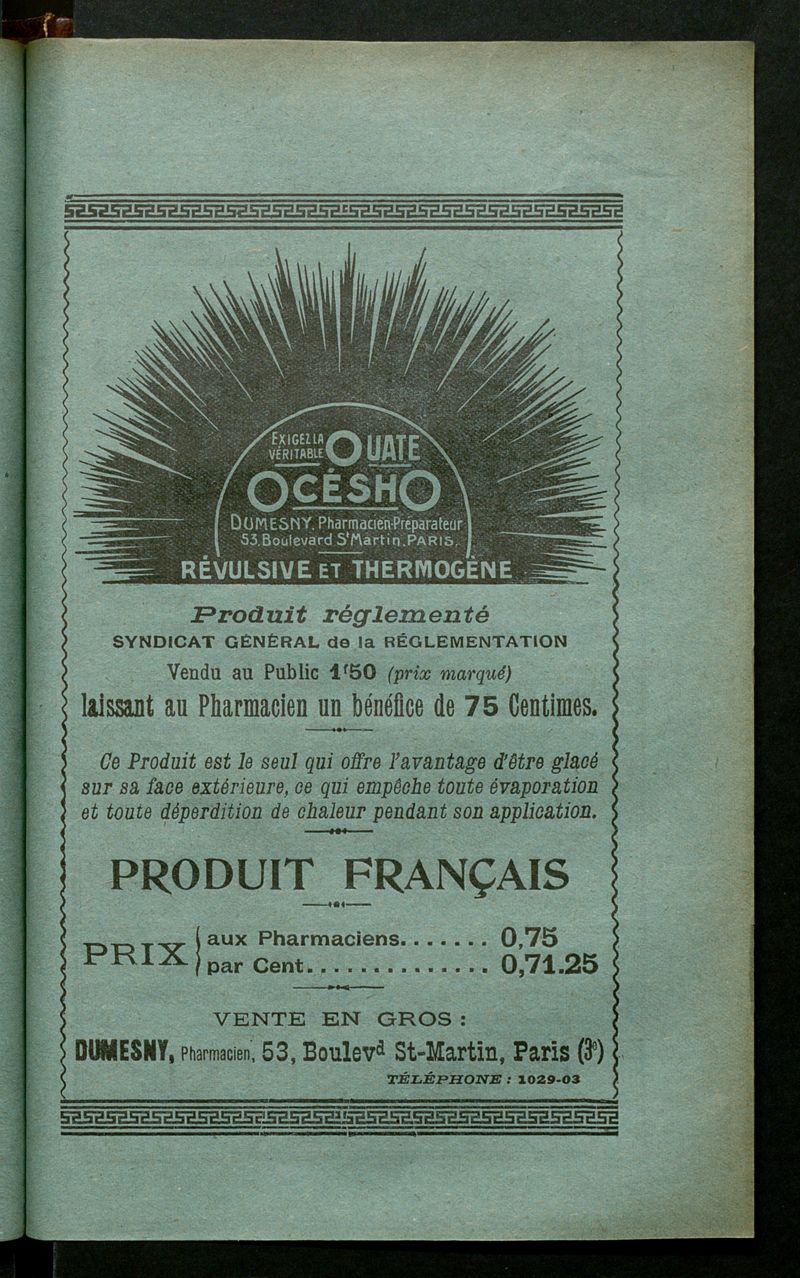 EXIGEZ LA
VÉRITABLE OUATE
OCÉSHO
DUMESNY, Pharmacien-Préparateur
53, Boulevard St Martin, PARIS.
RÉVULSIVE ET THERMOGÈNE
Produit réglementé
SYNDICAT GÉNÉRAL de la RÉGLEMENTATION
Vendu au Public 1f50 (prix marqué)
laissant au Pharmacien un bénéfice de 75 Centimes.
Ce Produit est le seul qui offre l'avantage d'être glacé
sur sa face extérieure, ce qui empêche toute évaporation
et toute déperdition de chaleur pendant son application.
PRODUIT FRANÇAIS
PRIX
aux Pharmaciens....... 0,75
par Cent.............. 0,71.25
VENTE EN GROS :
DUMESNY, Pharmacien, 53, Boulevd St-Martin, Paris (3e)
TÉLÉPHONE : 1029-03